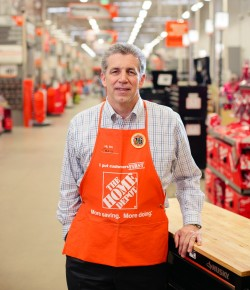 I put customers FIRST
THE
HOME
DEPOT
More saving. More doing.